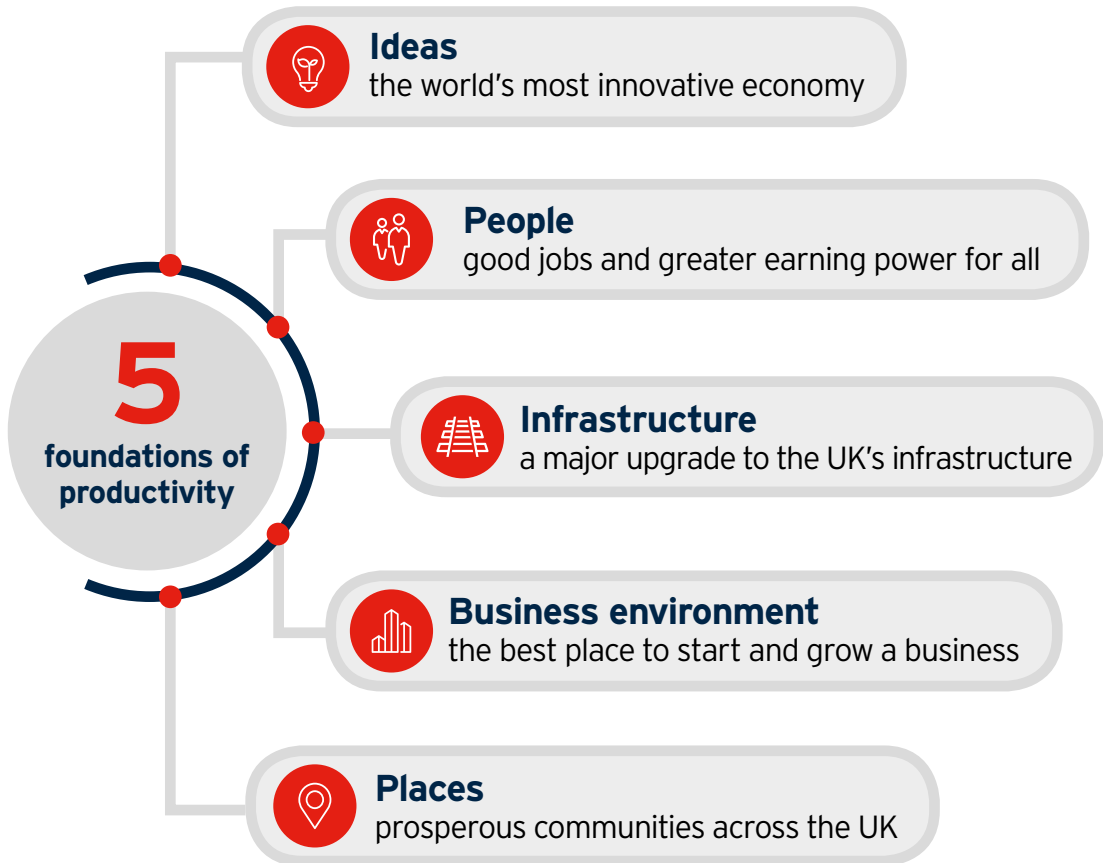 Ideas
the world's most innovative economy
People
good jobs and greater earning power for all
5
foundations of
productivity
Infrastructure
a major upgrade to the UK's infrastructure
Business environment
the best place to start and grow a business
Places
prosperous communities across the UK